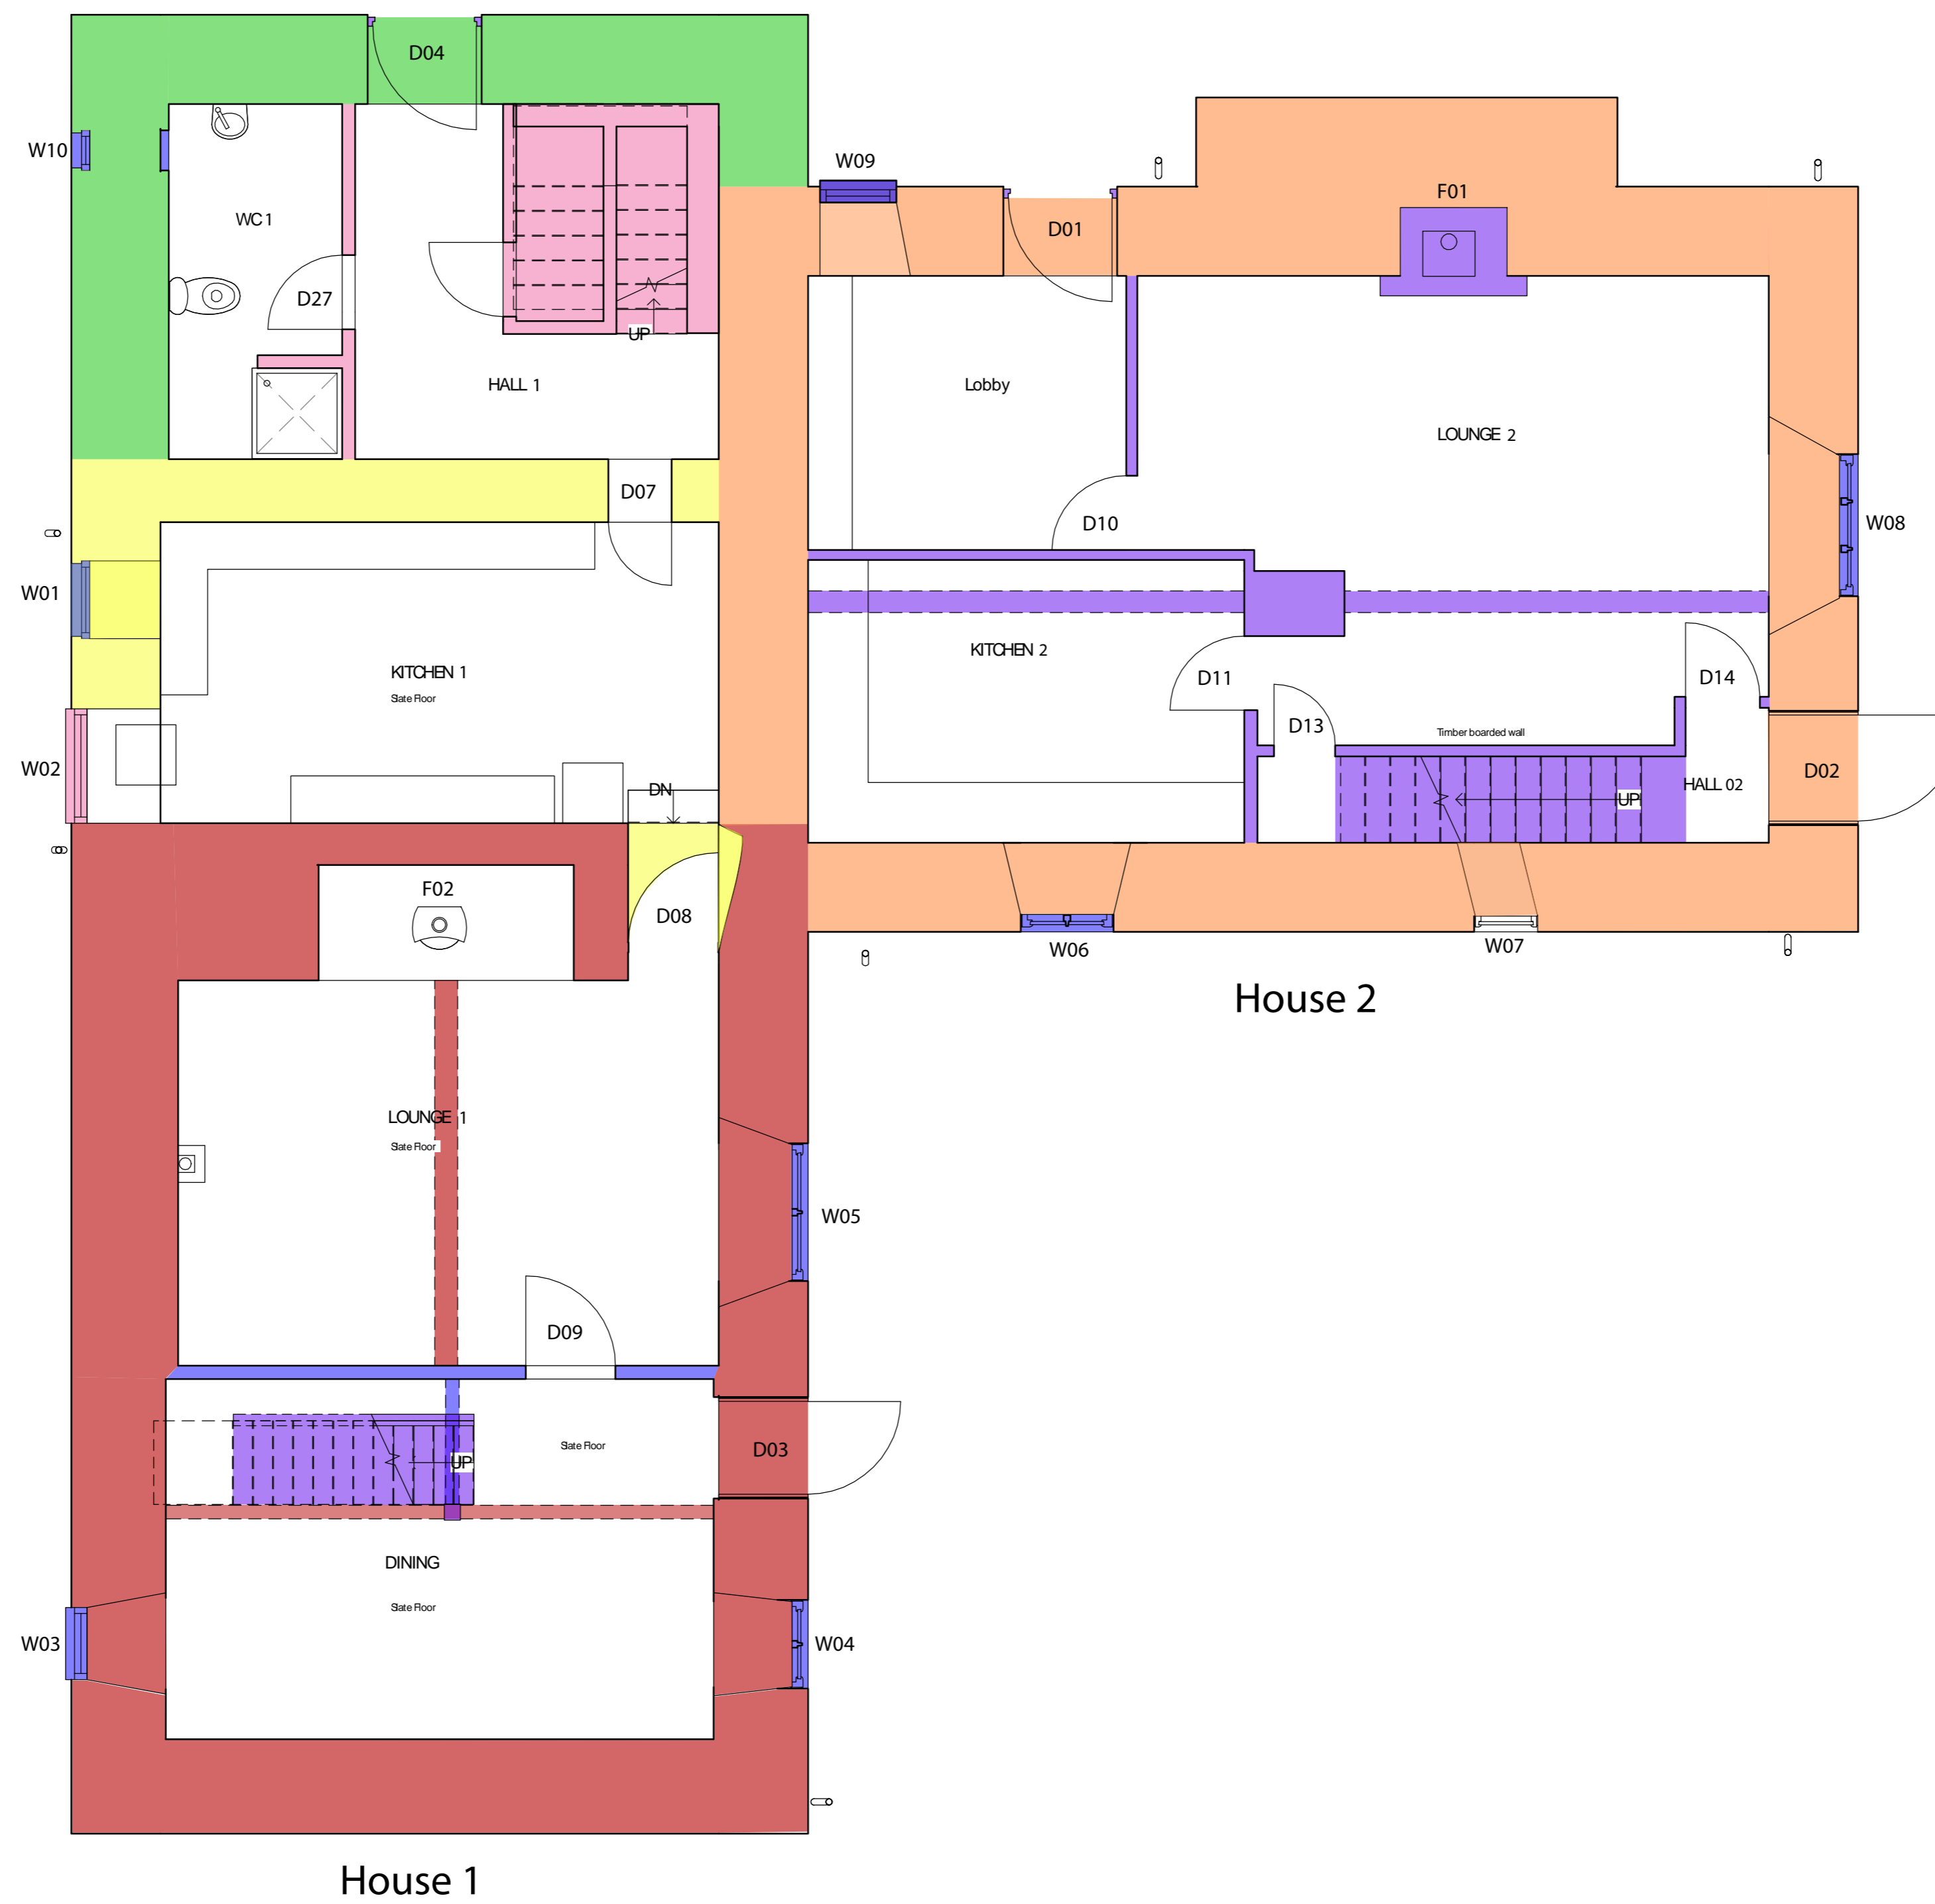 D04
W10
W09
F01
WC 1
D01
D27
UP
HALL 1
Lobby
LOUNGE 2
D07
D10
W08
W01
KITCHEN 1
Slate Floor
KITCHEN 2
D11
D14
D13
Timber boarded wall
W02
DN
HALL 02
D02
UP
F02
D08
W06
W07
House 2
LOUNGE 1
Slate Floor
W05
D09
UP
Slate Floor
D03
DINING
Slate Floor
W03
W04
House 1